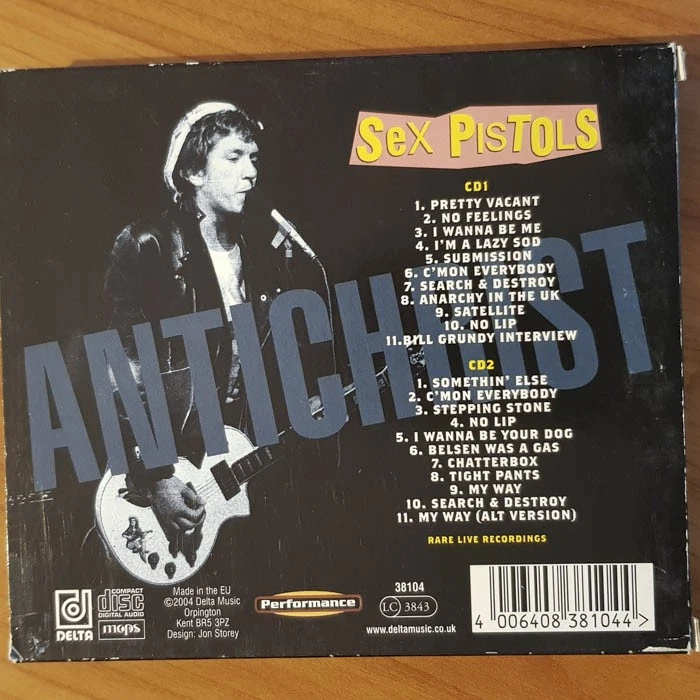 SEX PISTOLS
ANTICHRIST
CD1
1. PRETTY VACANT
2. NO FEELINGS
3. I WANNA BE ME
4. I'M A LAZY SOD
5. SUBMISSION
6. C'MON EVERYBODY
7. SEARCH & DESTROY
8. ANARCHY IN THE UK
9. SATELLITE
10. NO LIP
11. BILL GRUNDY INTERVIEW
CD2
1. SOMETHIN' ELSE
2. C'MON EVERYBODY
3. STEPPING STONE
4. NO LIP
5. I WANNA BE YOUR DOG
6. BELSEN WAS A GAS
7. CHATTERBOX
8. TIGHT PANTS
9. MY WAY
10. SEARCH & DESTROY
11. MY WAY (ALT VERSION)
RARE LIVE RECORDINGS
DELTA
COMPACT
disc
DIGITAL AUDIO
mcps
Made in the EU
©2004 Delta Music
Orpington
Kent BR5 3PZ
Design: Jon Storey
Performance
38104
LC 3843
www.deltamusic.co.uk
4 006408 381044 >